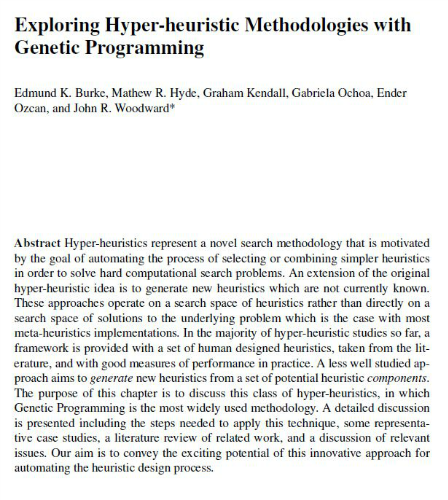 Exploring Hyper-heuristic Methodologies with
Genetic Programming
Edmund K. Burke, Mathew R. Hyde, Graham Kendall, Gabriela Ochoa, Ender
Ozcan, and John R. Woodward*
Abstract Hyper-heuristics represent a novel search methodology that is motivated
by the goal of automating the process of selecting or combining simpler heuristics
in order to solve hard computational search problems. An extension of the original
hyper-heuristic idea is to generate new heuristics which are not currently known.
These approaches operate on a search space of heuristics rather than directly on a
search space of solutions to the underlying problem which is the case with most
meta-heuristics implementations. In the majority of hyper-heuristic studies so far, a
framework is provided with a set of human designed heuristics, taken from the lit-
erature, and with good measures of performance in practice. A less well studied ap-
proach aims to generate new heuristics from a set of potential heuristic components.
The purpose of this chapter is to discuss this class of hyper-heuristics, in which
Genetic Programming is the most widely used methodology. A detailed discussion
is presented including the steps needed to apply this technique, some representa-
tive case studies, a literature review of related work, and a discussion of relevant
issues. Our aim is to convey the exciting potential of this innovative approach for
automating the heuristic design process.